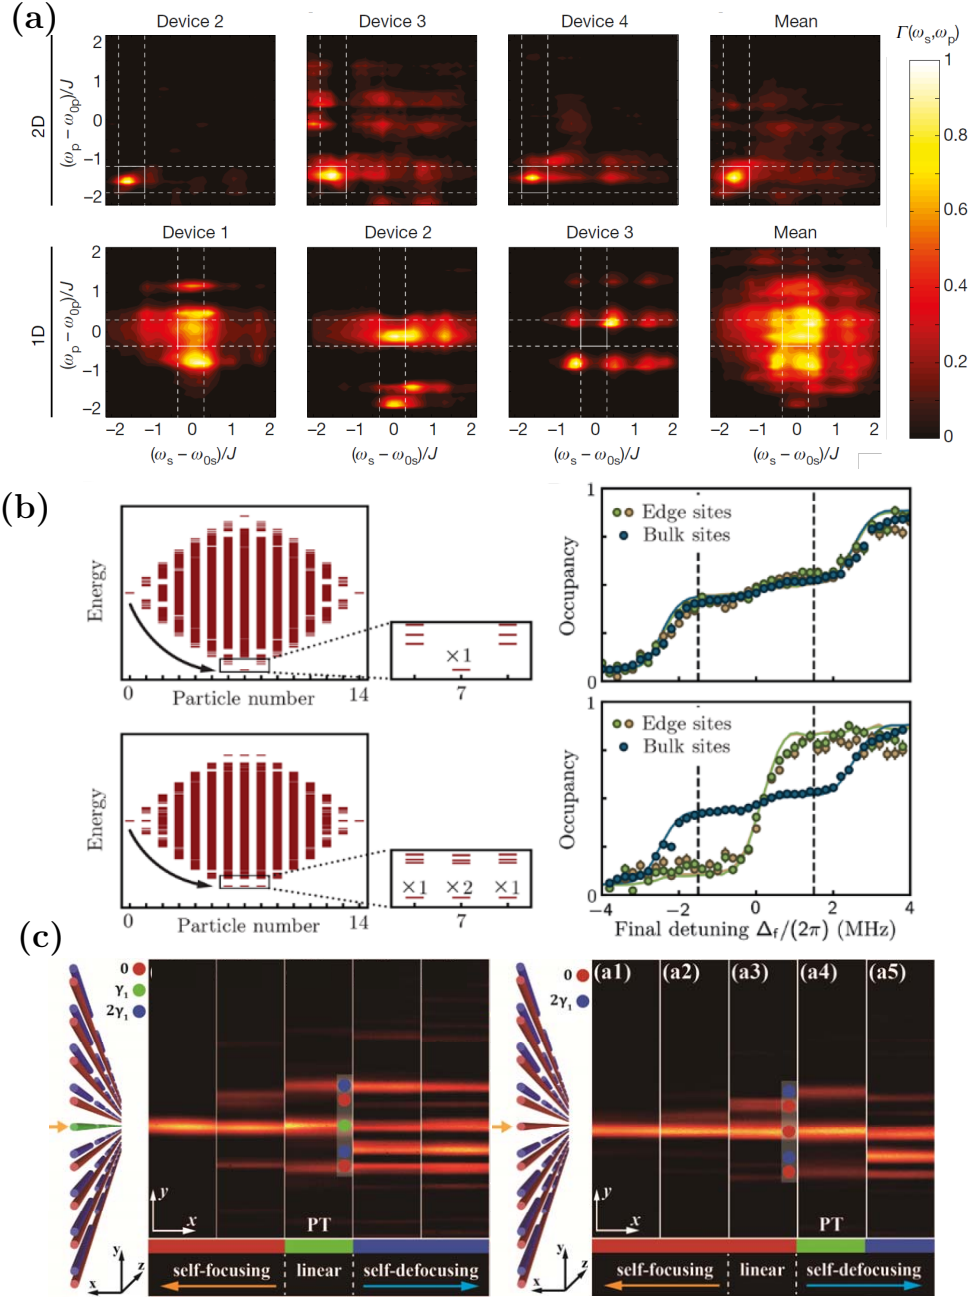 (a)
Device 2 Device 3 Device 4 Mean
Γ(ωs,ωp)
2D
(ωp − ω0p)/J
2
1
0
−1
−2
1
0.8
0.6
0.4
0.2
0
Device 1 Device 2 Device 3 Mean
1D
(ωp − ω0p)/J
2
1
0
−1
−2
−2 −1 0 1 2 −2 −1 0 1 2 −2 −1 0 1 2 −2 −1 0 1 2
(ωs − ω0s)/J (ωs − ω0s)/J (ωs − ω0s)/J (ωs − ω0s)/J
(b)
Energy
×1
7
0 14
Particle number
1
Edge sites
Bulk sites
Occupancy
0
Energy
×1 ×2 ×1
7
0 14
Particle number
1
Edge sites
Bulk sites
Occupancy
0
−4 −2 0 2 4
Final detuning Δf/(2π) (MHz)
(c)
0
γ1
2γ1
y
x
PT
self-focusing linear self-defocusing
y
z
x
0
2γ1
(a1) (a2) (a3) (a4) (a5)
y
x
PT
self-focusing linear self-defocusing
y
z
x